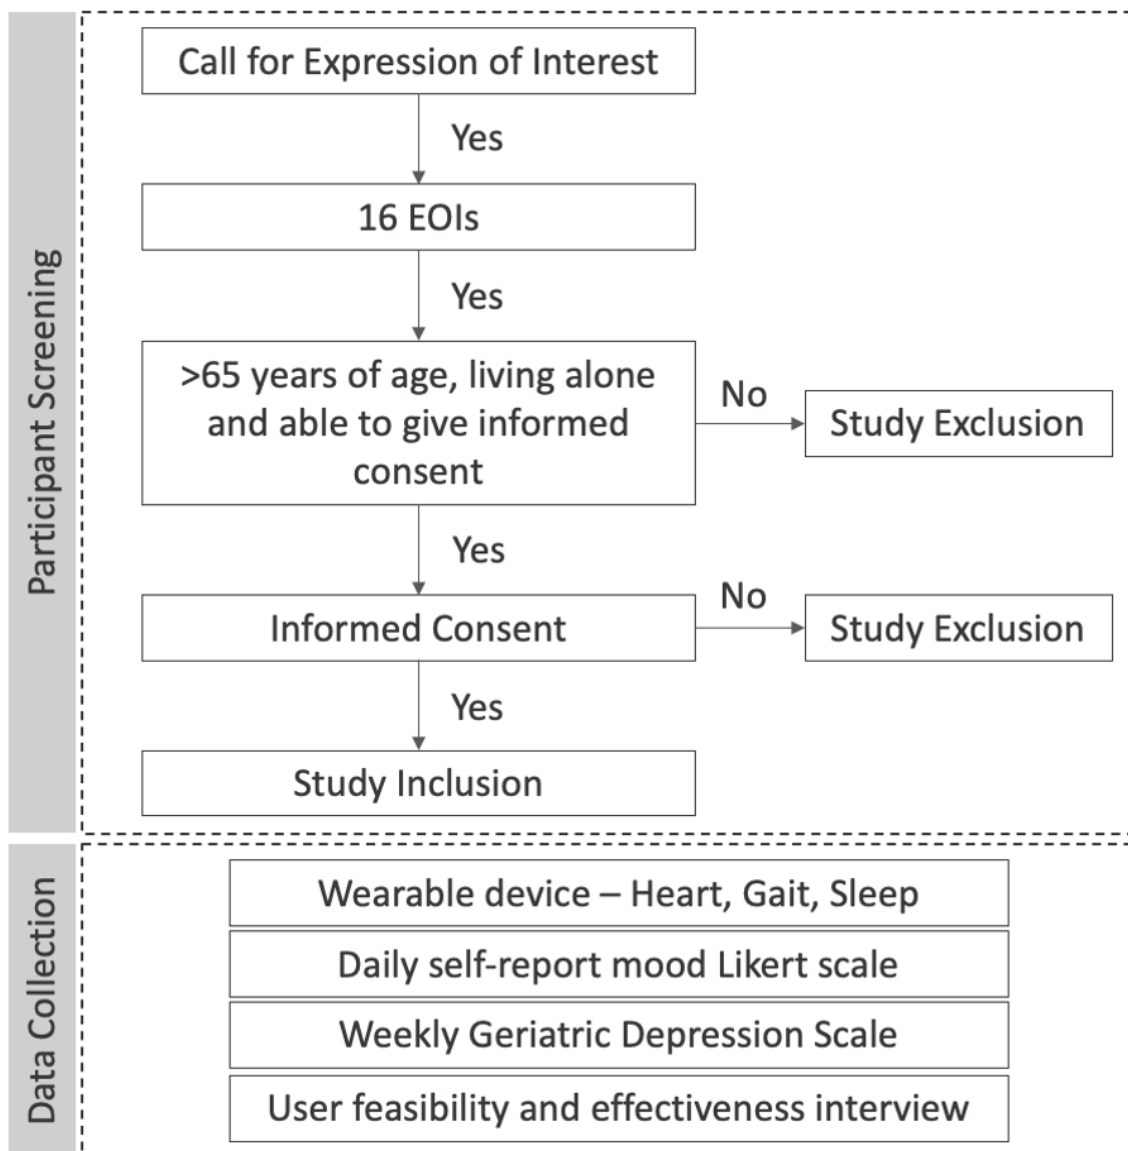 Participant Screening
Call for Expression of Interest
Yes
16 EOIs
Yes
>65 years of age, living alone
and able to give informed
consent
No
Study Exclusion
Yes
Informed Consent
No
Study Exclusion
Yes
Study Inclusion
Data Collection
Wearable device – Heart, Gait, Sleep
Daily self-report mood Likert scale
Weekly Geriatric Depression Scale
User feasibility and effectiveness interview